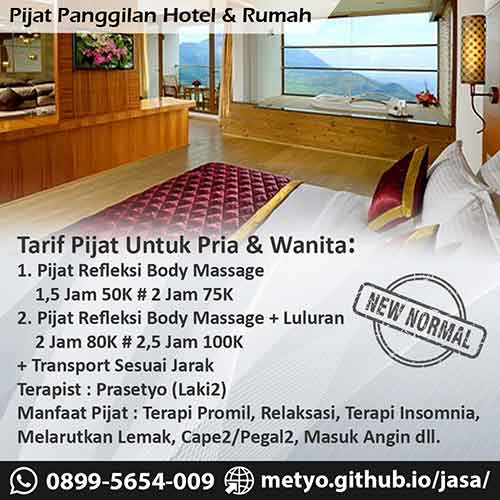 Pijat Panggilan Hotel & Rumah
Tarif Pijat Untuk Pria & Wanita:
1. Pijat Refleksi Body Massage
1,5 Jam 50K # 2 Jam 75K
2. Pijat Refleksi Body Massage + Luluran
2 Jam 80K # 2,5 Jam 100K
+ Transport Sesuai Jarak
Terapist : Prasetyo (Laki2)
Manfaat Pijat : Terapi Promil, Relaksasi, Terapi Insomnia,
Melarutkan Lemak, Cape2/Pegal2, Masuk Angin dll.
NEW NORMAL
0899-5654-009
metyo.github.io/jasa/